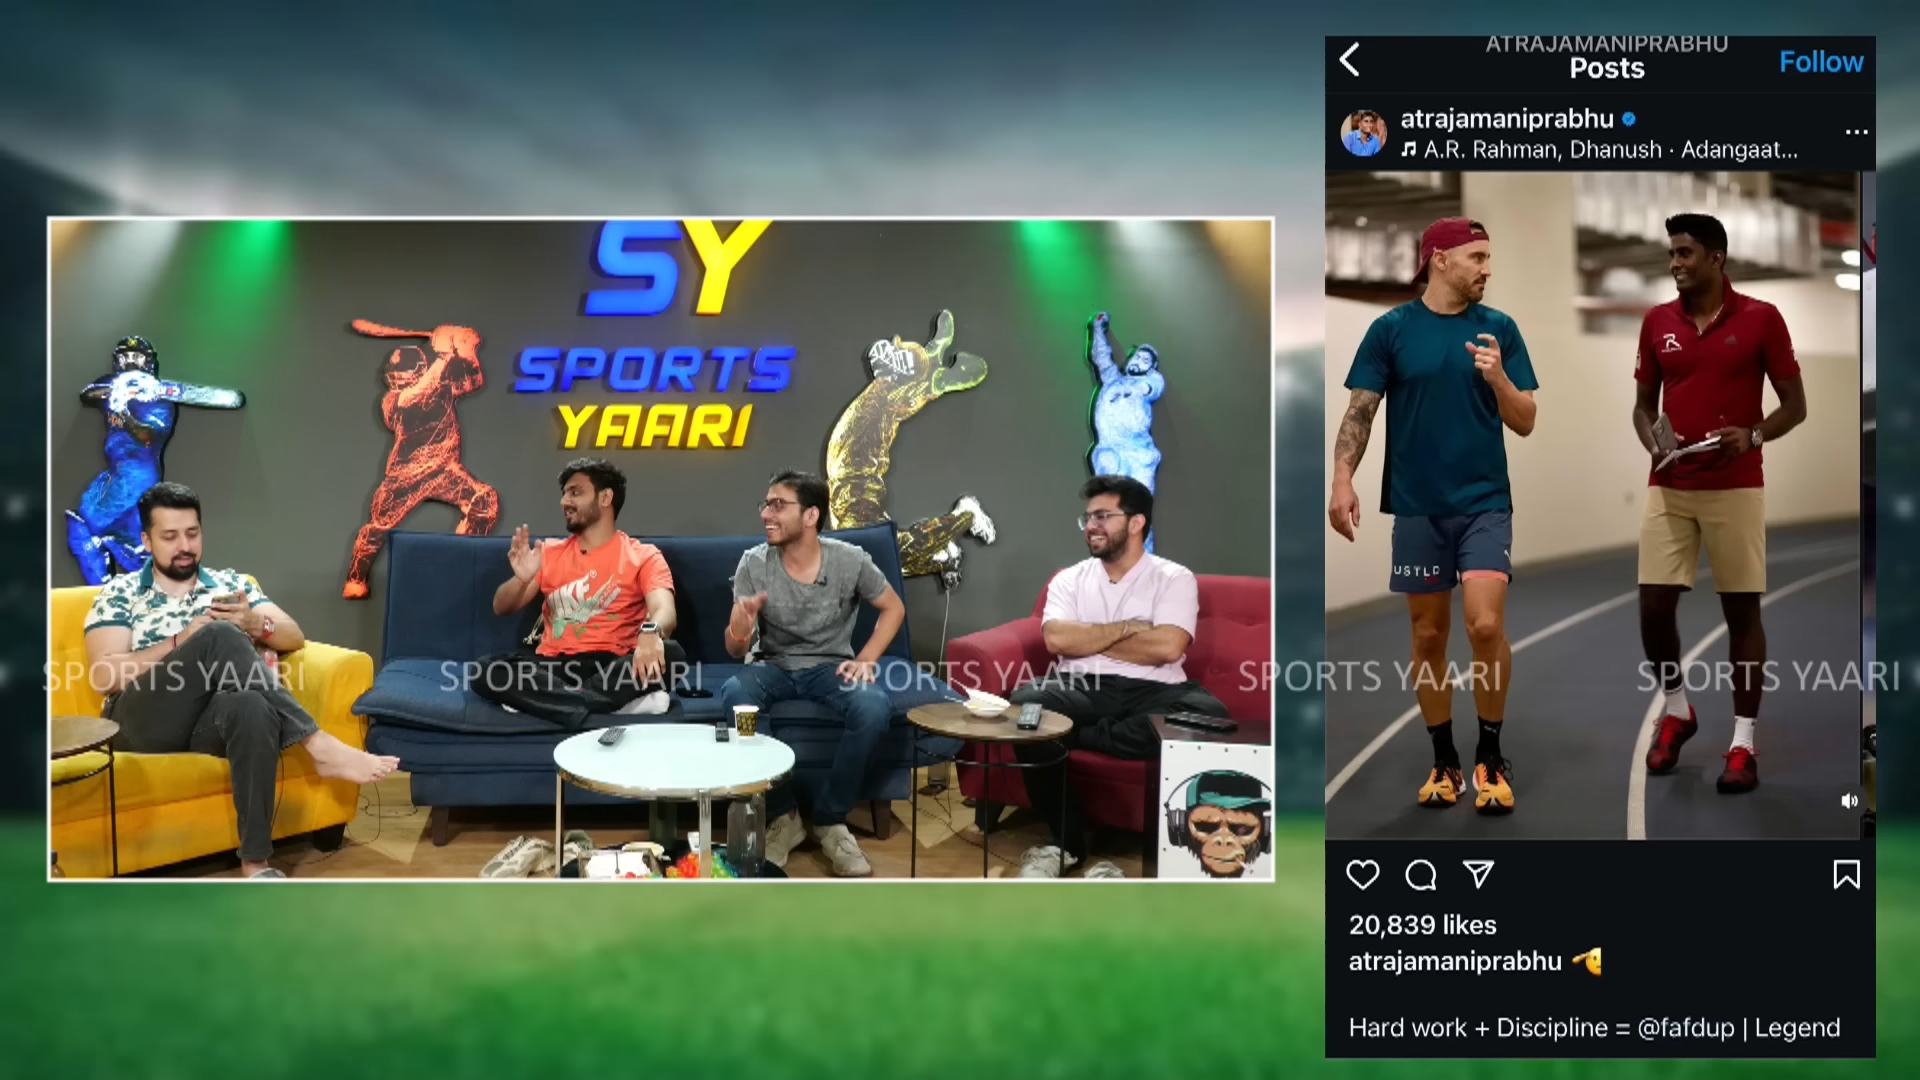 SY
SPORTS
YAARI
SPORTS YAARI SPORTS YAARI SPORTS YAARI SPORTS YAARI SPORTS YAARI
ATRAJAMANIPRABHU
Posts
Follow
atrajamaniprabhu
A.R. Rahman, Dhanush · Adangaat...
USTLC
20,839 likes
atrajamaniprabhu
Hard work + Discipline = @fafdup | Legend